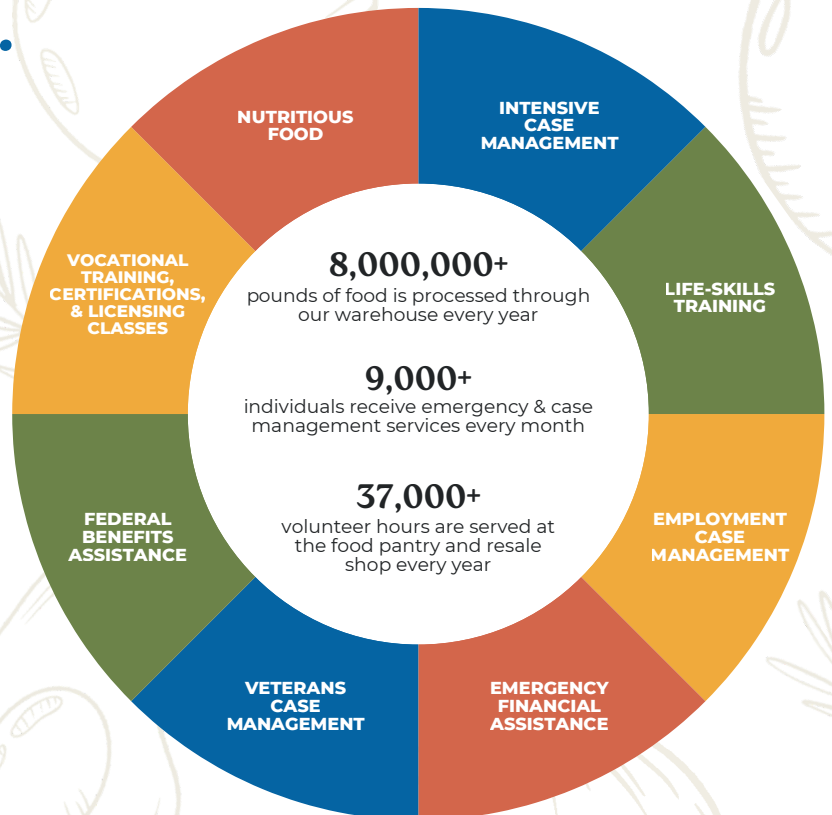 NUTRITIOUS
FOOD
INTENSIVE
CASE
MANAGEMENT
VOCATIONAL
TRAINING,
CERTIFICATIONS,
& LICENSING
CLASSES
8,000,000+
pounds of food is processed through
our warehouse every year
LIFE-SKILLS
TRAINING
9,000+
individuals receive emergency & case
management services every month
FEDERAL
BENEFITS
ASSISTANCE
37,000+
volunteer hours are served at
the food pantry and resale
shop every year
EMPLOYMENT
CASE
MANAGEMENT
VETERANS
CASE
MANAGEMENT
EMERGENCY
FINANCIAL
ASSISTANCE